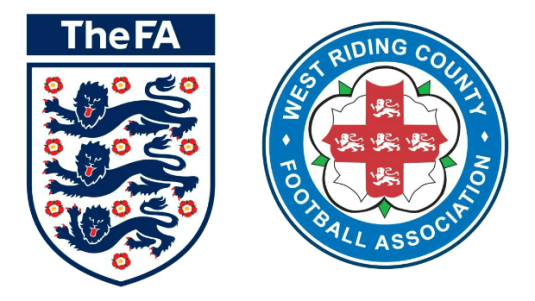 TheFA
WEST RIDING COUNTY
FOOTBALL ASSOCIATION